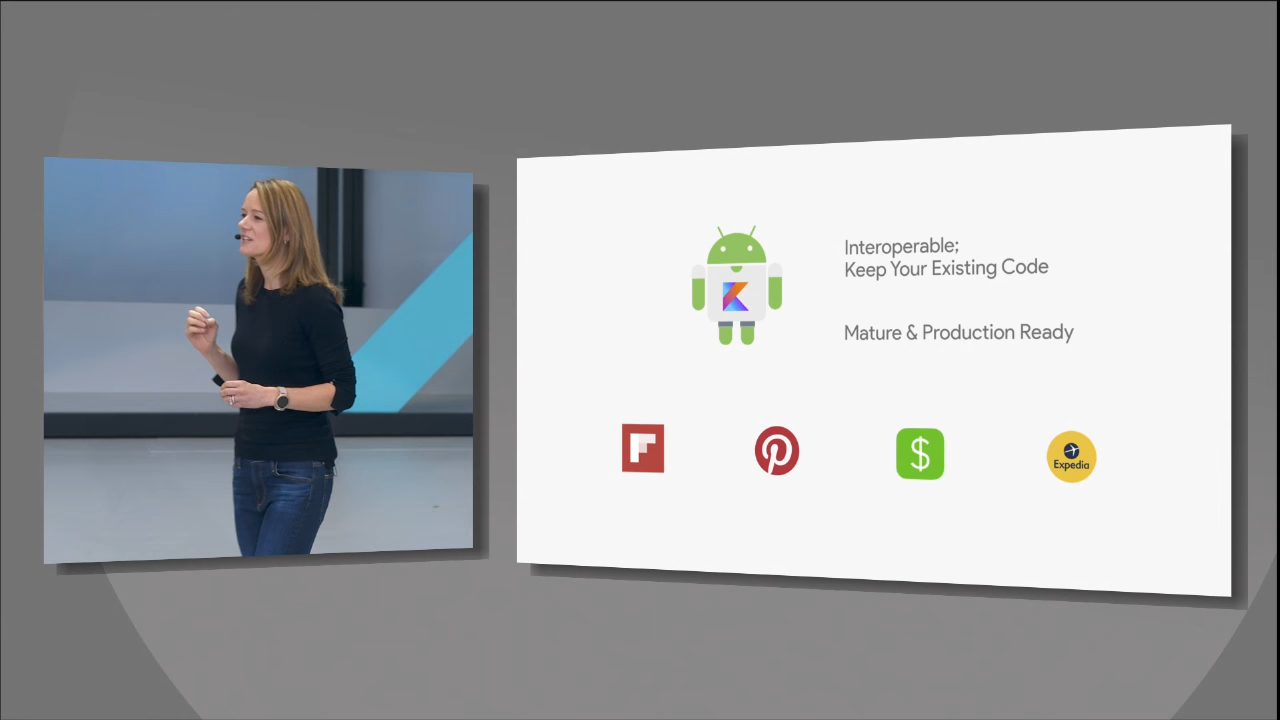 Interoperable;
Keep Your Existing Code
Mature & Production Ready
$
Expedia